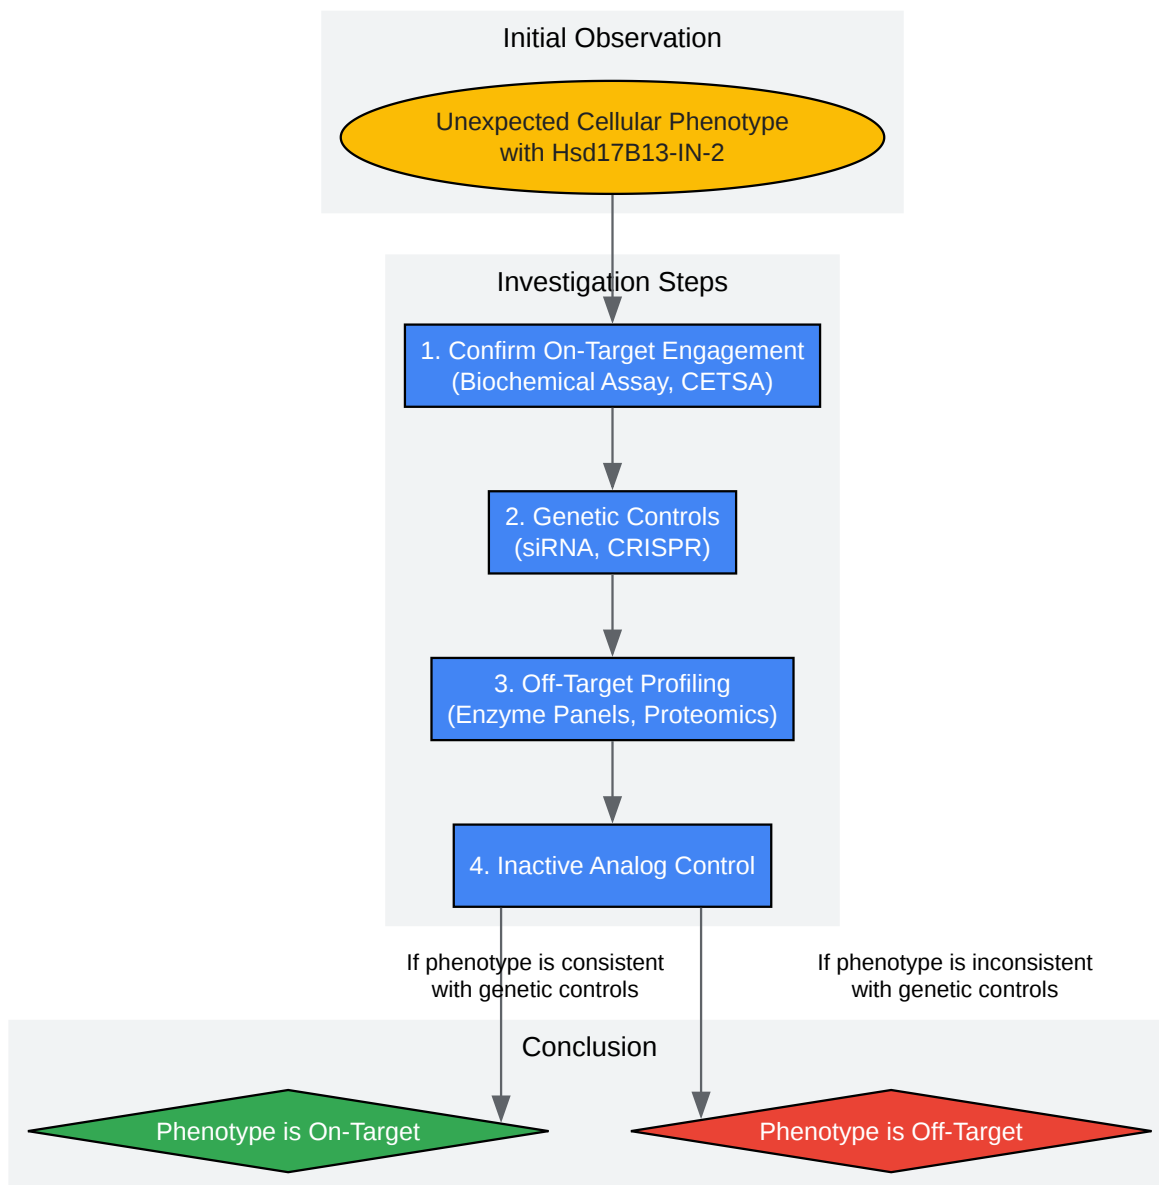 Initial Observation
Unexpected Cellular Phenotype
with Hsd17B13-IN-2
Investigation Steps
1. Confirm On-Target Engagement
(Biochemical Assay, CETSA)
2. Genetic Controls
(siRNA, CRISPR)
3. Off-Target Profiling
(Enzyme Panels, Proteomics)
4. Inactive Analog Control
If phenotype is consistent
with genetic controls
If phenotype is inconsistent
with genetic controls
Conclusion
Phenotype is On-Target
Phenotype is Off-Target